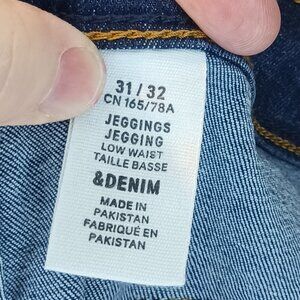 31 / 32
CN 165/78A
JEGGINGS
JEGGING
LOW WAIST
TAILLE BASSE
&DENIM
MADE IN
PAKISTAN
FABRIQUÉ EN
PAKISTAN